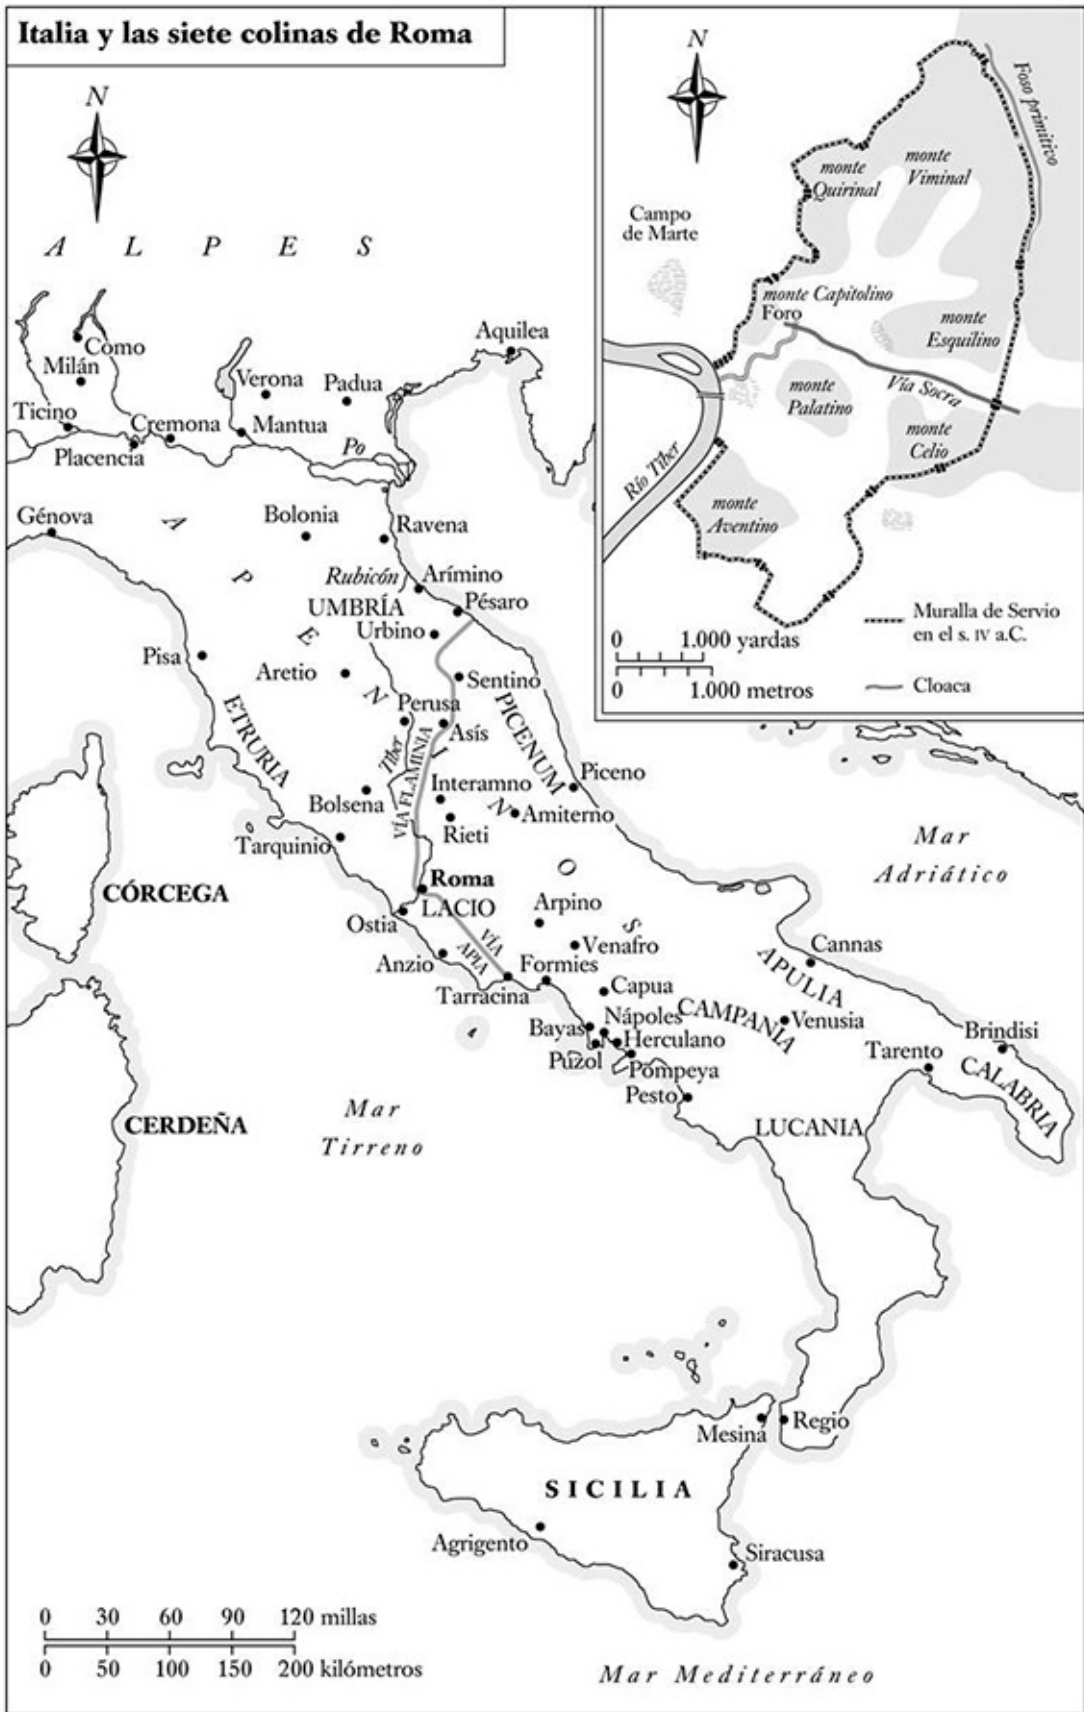 Italia y las siete colinas de Roma
N
A L P E S
Como
Milán
Ticino
Cremona
Placencia
Verona
Padua
Mantua
Po
Aquilea
Génova
Bolonia
Ravena
Rubicón
Arímino
UMBRÍA
Pésaro
Urbino
Pisa
Aretio
Sentino
APENINOS
ETRURIA
Perusa
Asís
PICENUM
Tíber
VÍA FLAMINIA
Piceno
Interamno
Bolsena
Amiterno
Rieti
Tarquinio
Mar
Adriático
CÓRCEGA
Roma
LACIO
Ostia
Arpino
VÍA
APIA
Venafro
Anzio
Formies
Tarracina
Capua
Cannas
APULIA
CAMPANÍA
Bayas
Nápoles
Venusia
Herculano
Puzol
Pompeya
Brindisi
Tarento
CALABRIA
Pesto
Mar
Tirreno
CERDEÑA
LUCANIA
Mesina
Regio
SICILIA
Agrigento
Siracusa
0 30 60 90 120 millas
0 50 100 150 200 kilómetros
Mar Mediterráneo
N
Foso primitivo
monte
Quirinal
monte
Viminal
Campo
de Marte
monte Capitolino
Foro
monte
Esquilino
Vía Socra
monte
Palatino
monte
Celio
Río Tíber
monte
Aventino
Muralla de Servio
en el s. IV a.C.
0 1.000 yardas
0 1.000 metros
Cloaca